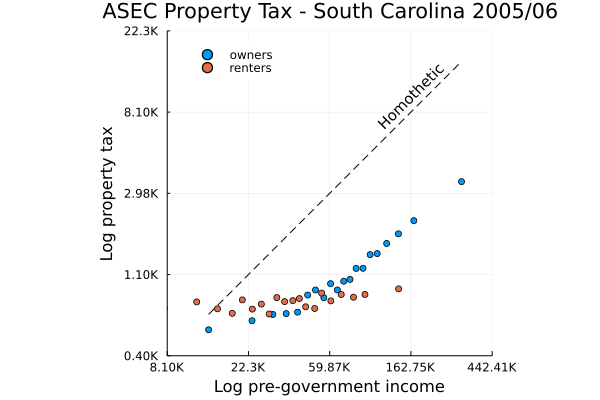 ASEC Property Tax - South Carolina 2005/06
22.3K
owners
renters
Homothetic
8.10K
Log property tax
2.98K
1.10K
0.40K
8.10K 22.3K 59.87K 162.75K 442.41K
Log pre-government income